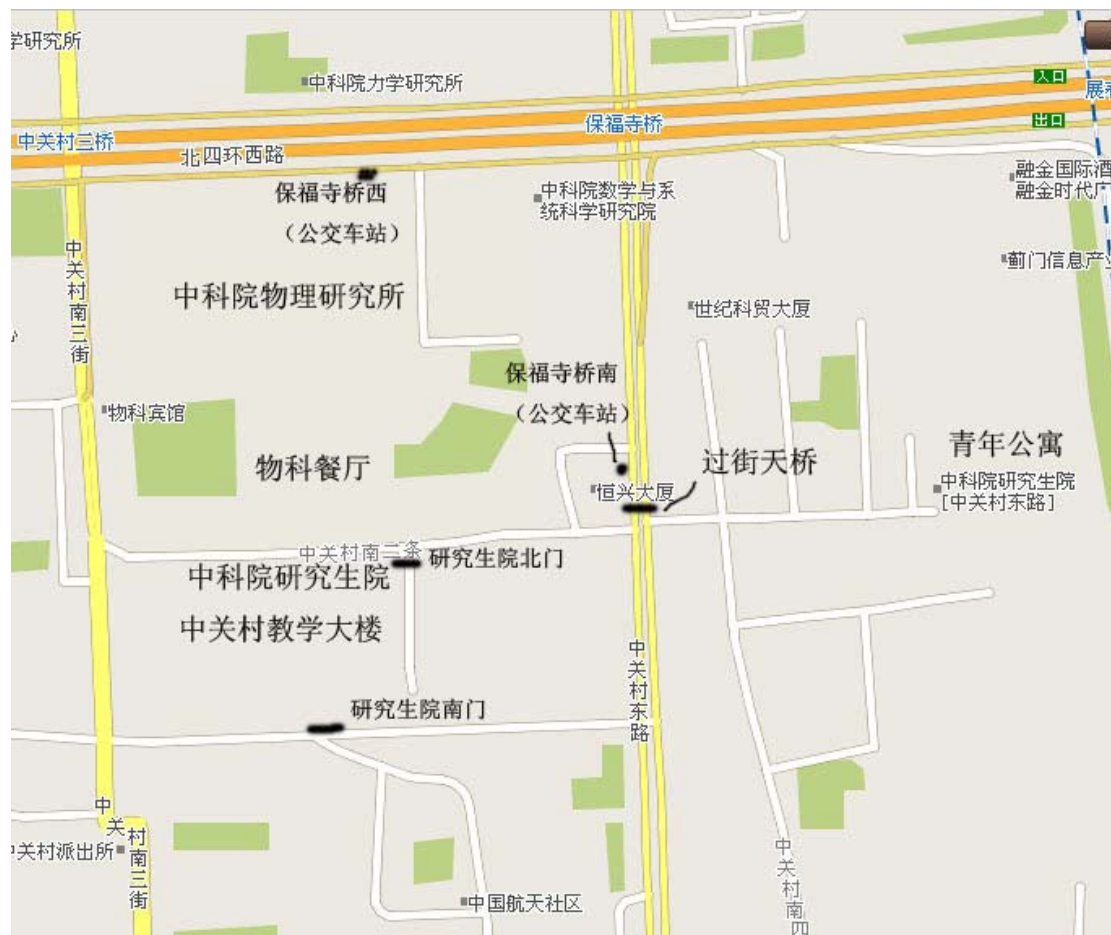 学研究所
中科院力学研究所
入口
中关村三桥
保福寺桥
出口
北四环西路
保福寺桥西
（公交车站）
中科院数学与系
统科学研究院
融金国际酒
融金时代广
中关村南三街
蓟门信息产业
中科院物理研究所
世纪科贸大厦
保福寺桥南
（公交车站）
物科宾馆
物科餐厅
过街天桥
青年公寓
恒兴大厦
中科院研究生院
[中关村东路]
中关村南二条
研究生院北门
中科院研究生院
中关村教学大楼
中关村东路
研究生院南门
中关村南三街
中关村派出所
中国航天社区
中关村南四